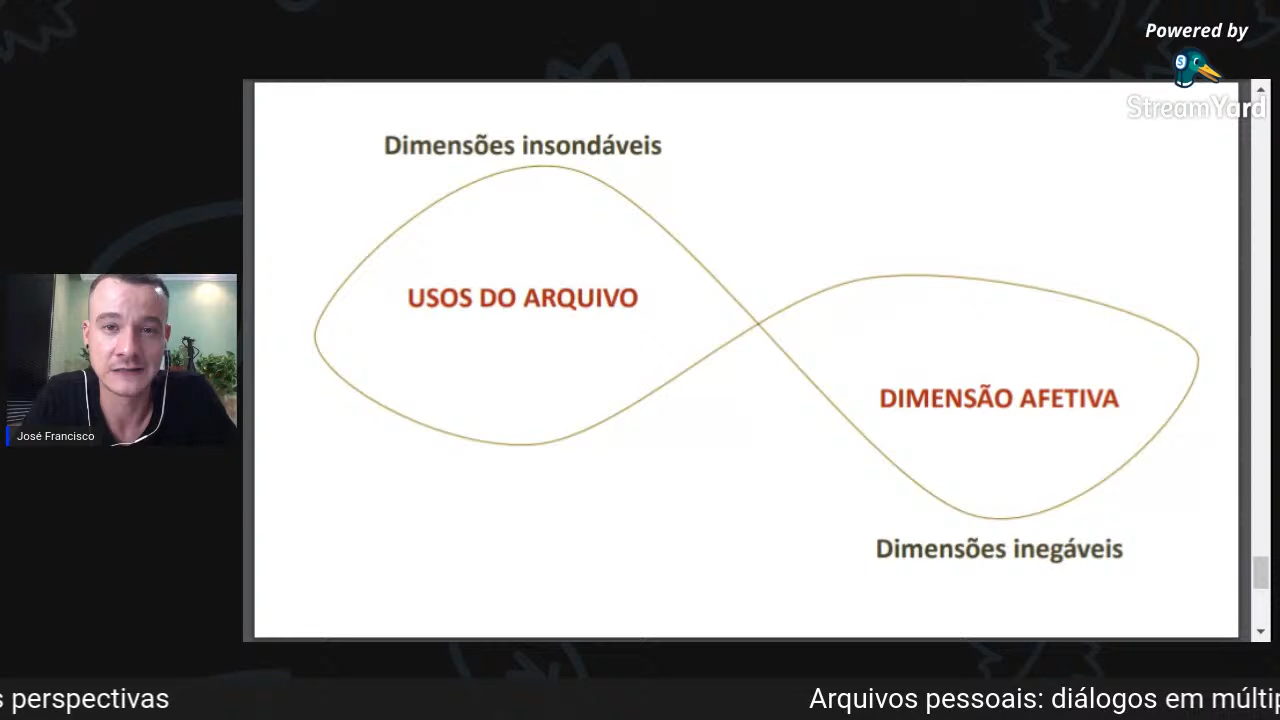 Powered by
StreamYard
Dimensões insondáveis
USOS DO ARQUIVO
DIMENSÃO AFETIVA
José Francisco
Dimensões inegáveis
perspectivas
Arquivos pessoais: diálogos em